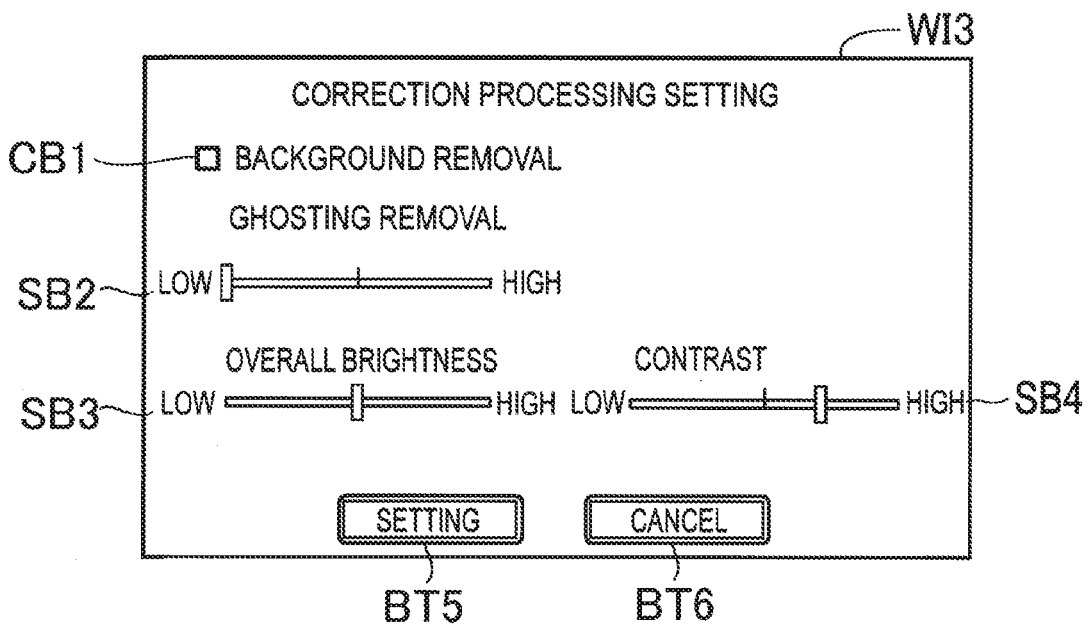 WI3
CORRECTION PROCESSING SETTING
CB1 BACKGROUND REMOVAL
GHOSTING REMOVAL
SB2 LOW HIGH
OVERALL BRIGHTNESS CONTRAST
SB3 LOW HIGH LOW HIGH SB4
SETTING CANCEL
BT5 BT6